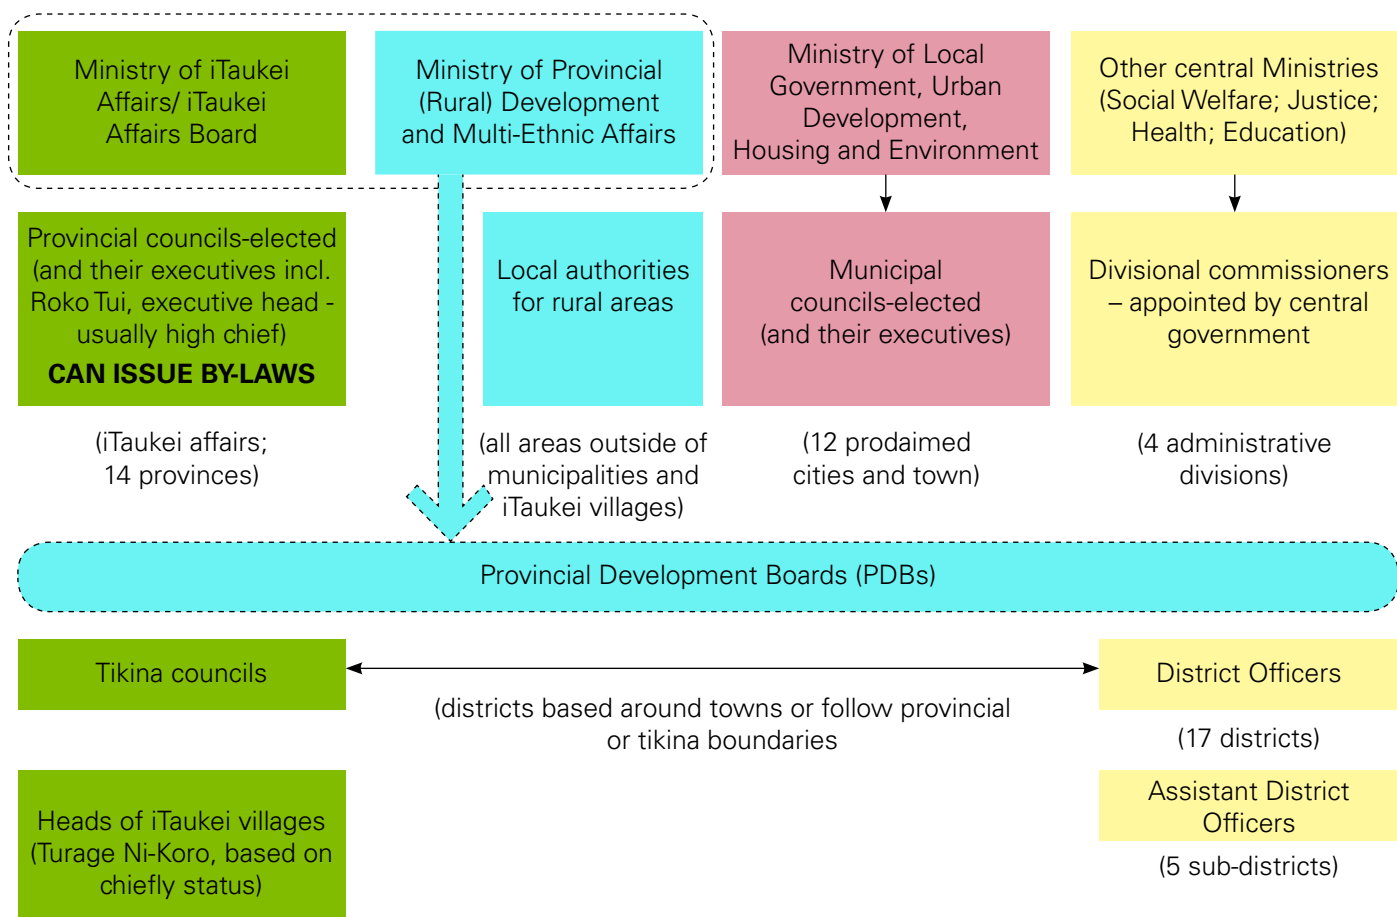 Ministry of iTaukei
Affairs/ iTaukei
Affairs Board
Ministry of Provincial
(Rural) Development
and Multi-Ethnic Affairs
Ministry of Local
Government, Urban
Development,
Housing and Environment
Other central Ministries
(Social Welfare; Justice;
Health; Education)
Provincial councils-elected
(and their executives incl.
Roko Tui, executive head -
usually high chief)
CAN ISSUE BY-LAWS
Local authorities
for rural areas
Municipal
councils-elected
(and their executives)
Divisional commissioners
– appointed by central
government
(iTaukei affairs;
14 provinces)
(all areas outside of
municipalities and
iTaukei villages)
(12 prodaimed
cities and town)
(4 administrative
divisions)
Provincial Development Boards (PDBs)
Tikina councils
(districts based around towns or follow provincial
or tikina boundaries
District Officers
(17 districts)
Heads of iTaukei villages
(Turage Ni-Koro, based on
chiefly status)
Assistant District
Officers
(5 sub-districts)